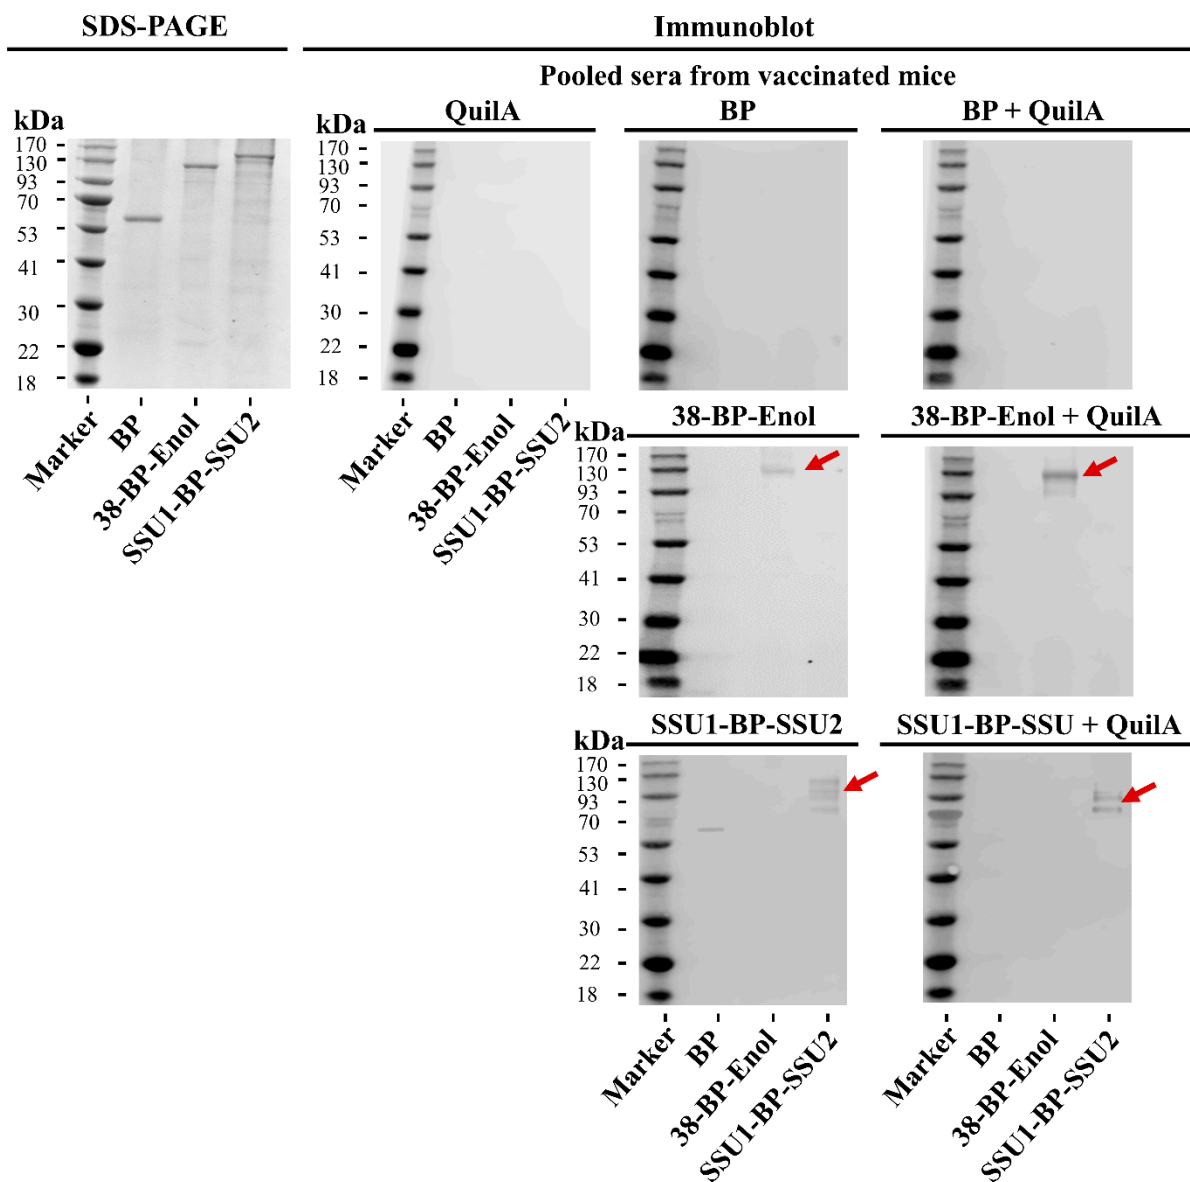 SDS-PAGE
Immunoblot
Pooled sera from vaccinated mice
QuilA
BP
BP + QuilA
kDa
170
130
93
70
53
41
30
22
18
kDa
170
130
93
70
53
41
30
22
18
Marker
BP
38-BP-Enol
SSU1-BP-SSU2
Marker
BP
38-BP-Enol
SSU1-BP-SSU2
38-BP-Enol
38-BP-Enol + QuilA
kDa
170
130
93
70
53
41
30
22
18
SSU1-BP-SSU2
SSU1-BP-SSU + QuilA
kDa
170
130
93
70
53
41
30
22
18
Marker
BP
38-BP-Enol
SSU1-BP-SSU2
Marker
BP
38-BP-Enol
SSU1-BP-SSU2